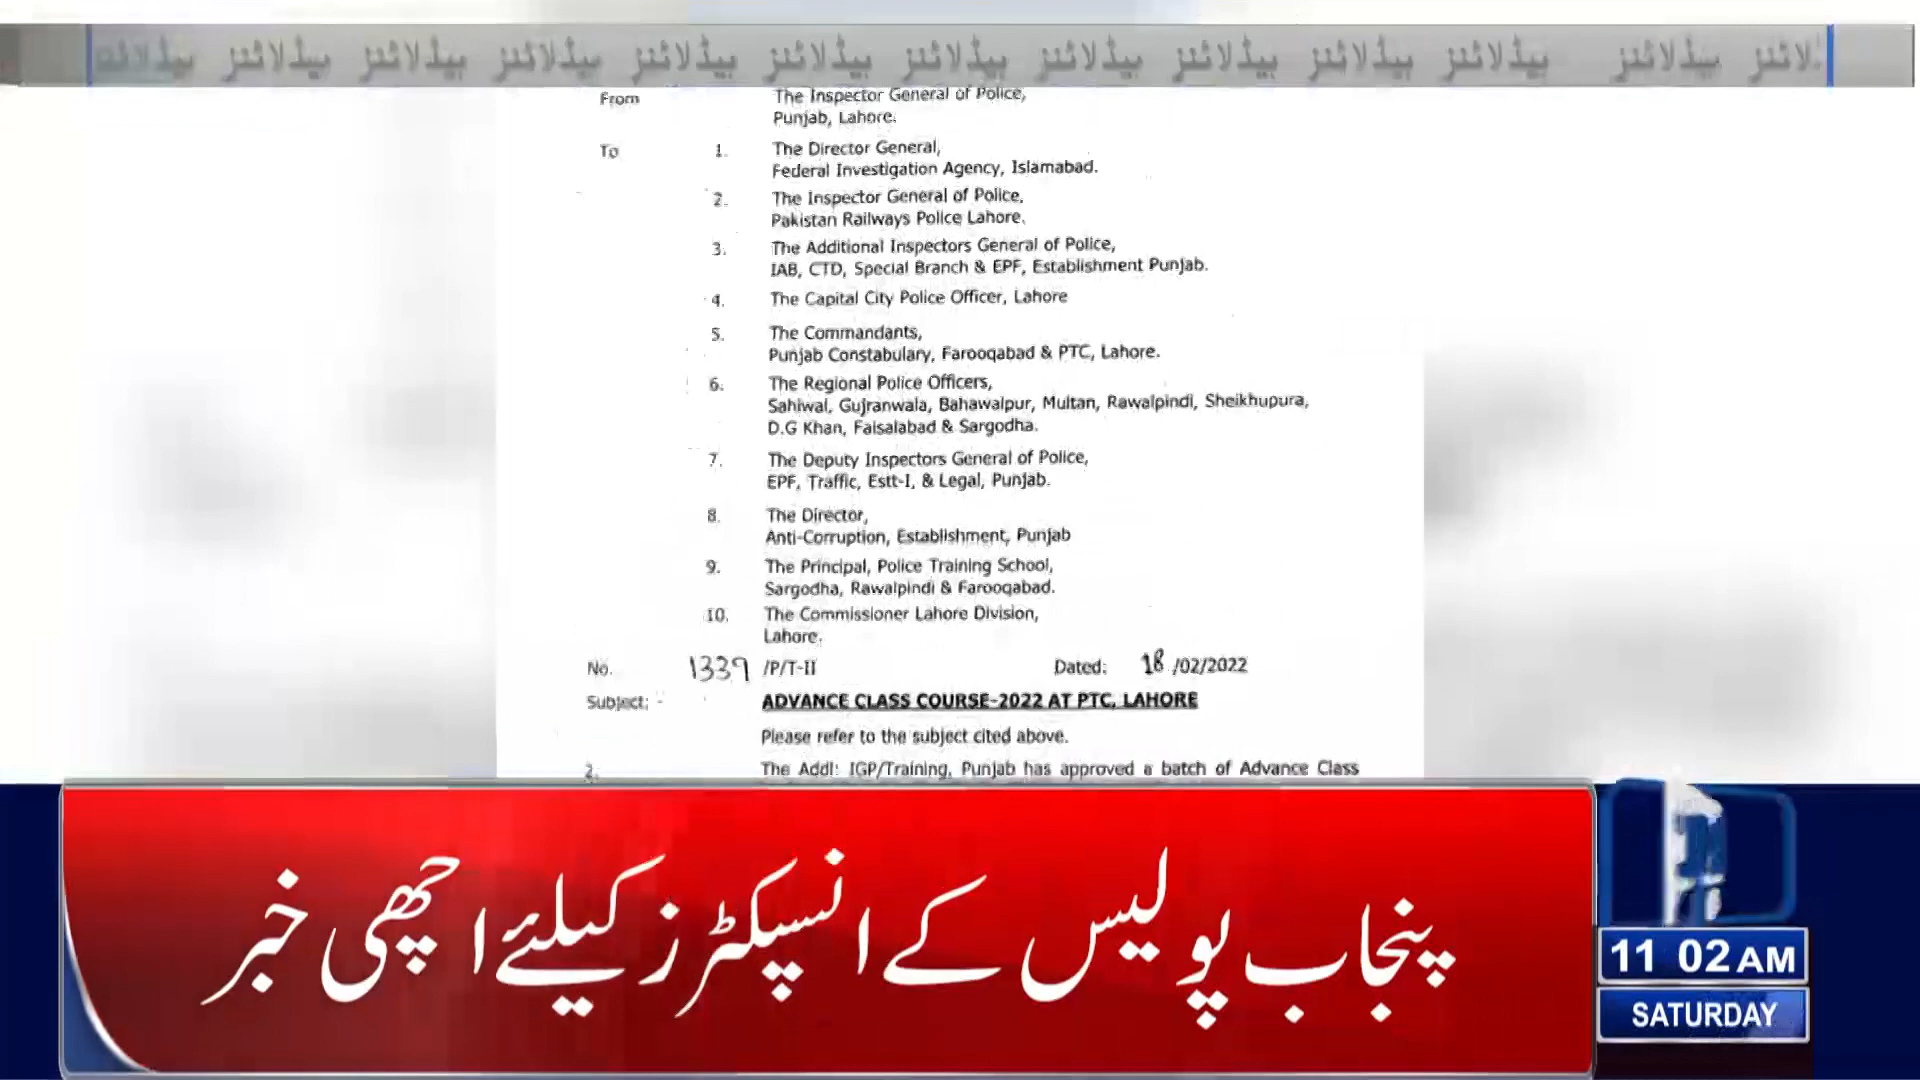 ہیڈلائنز ہیڈلائنز ہیڈلائنز ہیڈلائنز ہیڈلائنز ہیڈلائنز ہیڈلائنز ہیڈلائنز ہیڈلائنز ہیڈلائنز ہیڈلائنز ہیڈلائنز
From The Inspector General of Police,
Punjab, Lahore.
To 1. The Director General,
Federal Investigation Agency, Islamabad.
2. The Inspector General of Police,
Pakistan Railways Police Lahore.
3. The Additional Inspectors General of Police,
IAB, CTD, Special Branch & EPF, Establishment Punjab.
4. The Capital City Police Officer, Lahore
5. The Commandants,
Punjab Constabulary, Farooqabad & PTC, Lahore.
6. The Regional Police Officers,
Sahiwal, Gujranwala, Bahawalpur, Multan, Rawalpindi, Sheikhupura,
D.G Khan, Faisalabad & Sargodha.
7. The Deputy Inspectors General of Police,
EPF, Traffic, Estt-I, & Legal, Punjab.
8. The Director,
Anti-Corruption, Establishment, Punjab
9. The Principal, Police Training School,
Sargodha, Rawalpindi & Farooqabad.
10. The Commissioner Lahore Division,
Lahore.
No. 1339 /P/T-II Dated: 18 /02/2022
Subject: - ADVANCE CLASS COURSE-2022 AT PTC, LAHORE
Please refer to the subject cited above.
2. The Addl: IGP/Training, Punjab has approved a batch of Advance Class
پنجاب پولیس کے انسپکٹرز کیلئے اچھی خبر
11 02 AM
SATURDAY